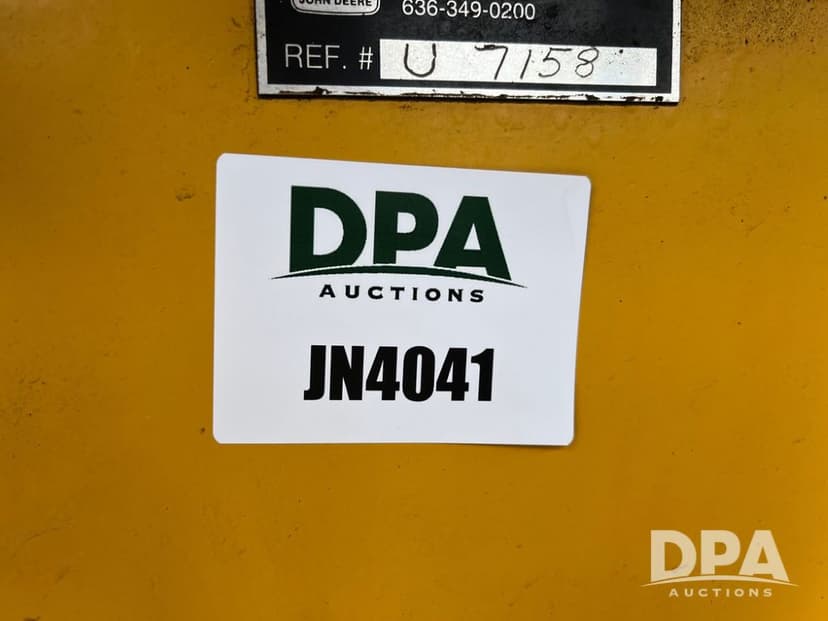 JOHN DEERE
636-349-0200
REF. # U 7158
DPA
AUCTIONS
JN4041
DPA
AUCTIONS